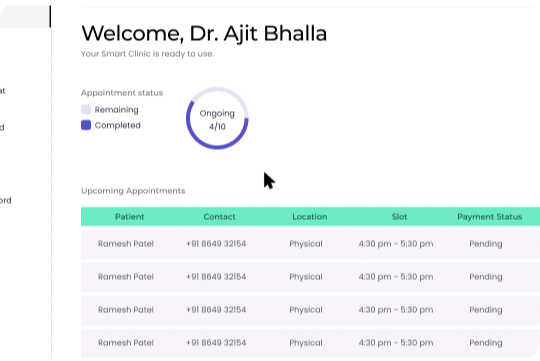 Welcome, Dr. Ajit Bhalla
Your Smart Clinic is ready to use.
Appointment status
Remaining
Completed
Ongoing
4/10
Upcoming Appointments
Patient Contact Location Slot Payment Status
Ramesh Patel +91 8649 32154 Physical 4:30 pm - 5:30 pm Pending
Ramesh Patel +91 8649 32154 Physical 4:30 pm - 5:30 pm Pending
Ramesh Patel +91 8649 32154 Physical 4:30 pm - 5:30 pm Pending
Ramesh Patel +91 8649 32154 Physical 4:30 pm - 5:30 pm Pending